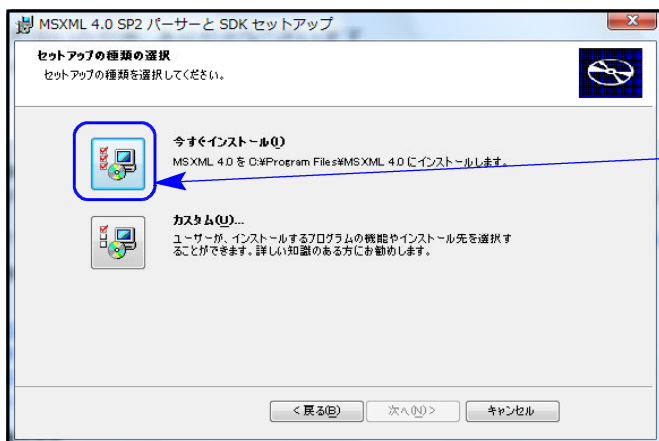 MSXML 4.0 SP2 パーサーと SDK セットアップ
セットアップの種類の選択
セットアップの種類を選択してください。
今すぐインストール(I)
MSXML 4.0 を C:¥Program Files¥MSXML 4.0 にインストールします。
カスタム(U)...
ユーザーが、インストールするプログラムの機能やインストール先を選択す
ることができます。詳しい知識のある方にお勧めします。
< 戻る(B)
次へ(N) >
キャンセル